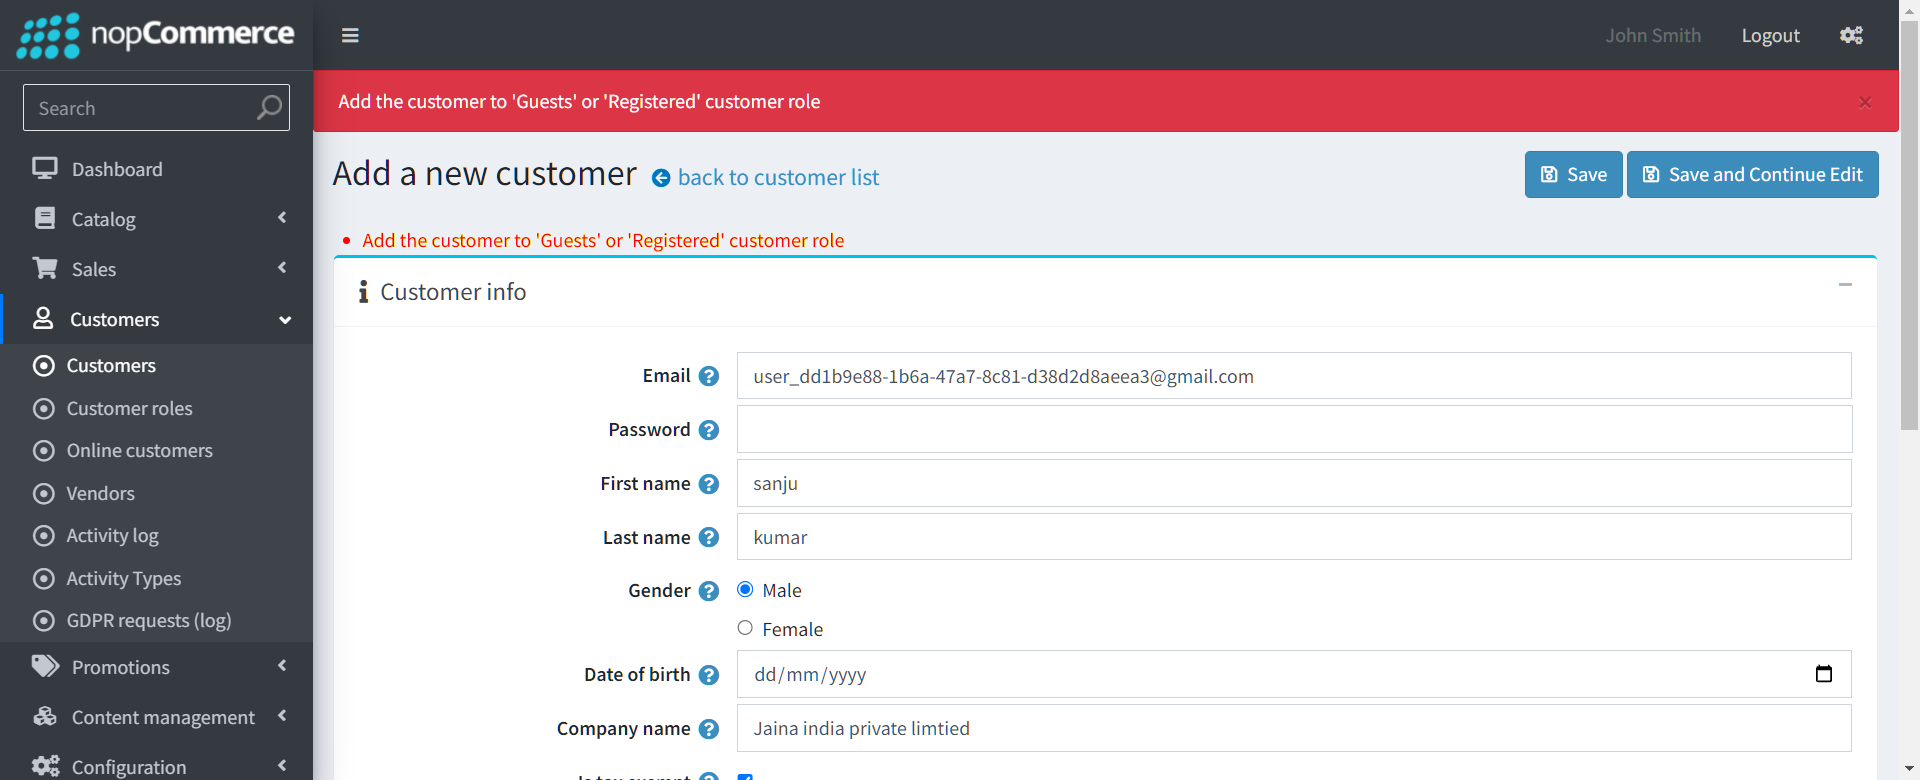 nopCommerce
John Smith
Logout
Search
Add the customer to 'Guests' or 'Registered' customer role
×
Dashboard
Catalog
Sales
Customers
Customers
Customer roles
Online customers
Vendors
Activity log
Activity Types
GDPR requests (log)
Promotions
Content management
Configuration
Add a new customer
back to customer list
Save
Save and Continue Edit
Add the customer to 'Guests' or 'Registered' customer role
Customer info
Email ? user_dd1b9e88-1b6a-47a7-8c81-d38d2d8aeea3@gmail.com
Password ?
First name ? sanju
Last name ? kumar
Gender ? Male
Female
Date of birth ? dd/mm/yyyy
Company name ? Jaina india private limtied
Is tax exempt ?